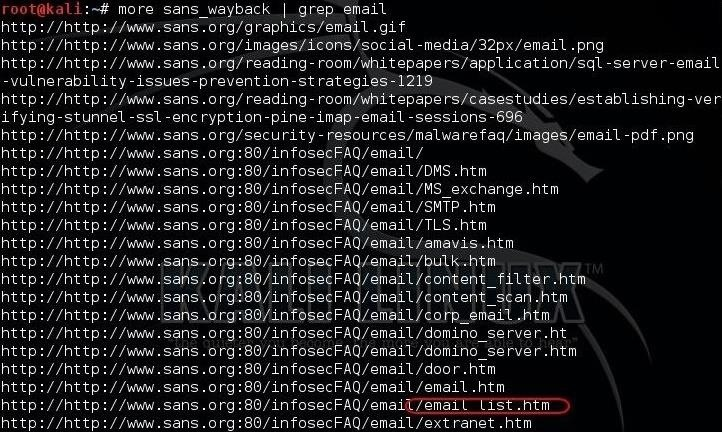 root@kali:~# more sans_wayback | grep email
http://http://www.sans.org/graphics/email.gif
http://http://www.sans.org/images/icons/social-media/32px/email.png
http://http://www.sans.org/reading-room/whitepapers/application/sql-server-email
-vulnerability-issues-prevention-strategies-1219
http://http://www.sans.org/reading-room/whitepapers/casestudies/establishing-ver
ifying-stunnel-ssl-encryption-pine-imap-email-sessions-696
http://http://www.sans.org/security-resources/malwarefaq/images/email-pdf.png
http://http://www.sans.org:80/infosecFAQ/email/
http://http://www.sans.org:80/infosecFAQ/email/DMS.htm
http://http://www.sans.org:80/infosecFAQ/email/MS_exchange.htm
http://http://www.sans.org:80/infosecFAQ/email/SMTP.htm
http://http://www.sans.org:80/infosecFAQ/email/TLS.htm
http://http://www.sans.org:80/infosecFAQ/email/amavis.htm
http://http://www.sans.org:80/infosecFAQ/email/bulk.htm
http://http://www.sans.org:80/infosecFAQ/email/content_filter.htm
http://http://www.sans.org:80/infosecFAQ/email/content_scan.htm
http://http://www.sans.org:80/infosecFAQ/email/corp_email.htm
http://http://www.sans.org:80/infosecFAQ/email/domino_server.ht
http://http://www.sans.org:80/infosecFAQ/email/domino_server.htm
http://http://www.sans.org:80/infosecFAQ/email/door.htm
http://http://www.sans.org:80/infosecFAQ/email/email.htm
http://http://www.sans.org:80/infosecFAQ/email/email_list.htm
http://http://www.sans.org:80/infosecFAQ/email/extranet.htm
KALI LINUX™